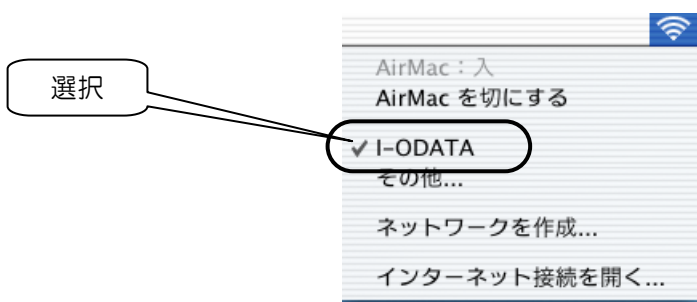 選択
AirMac：入
AirMac を切にする
✓ I-ODATA
その他...
ネットワークを作成...
インターネット接続を開く...